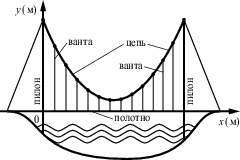 y (м)
ванта
цепь
ванта
пилон
пилон
0
полотно
x (м)